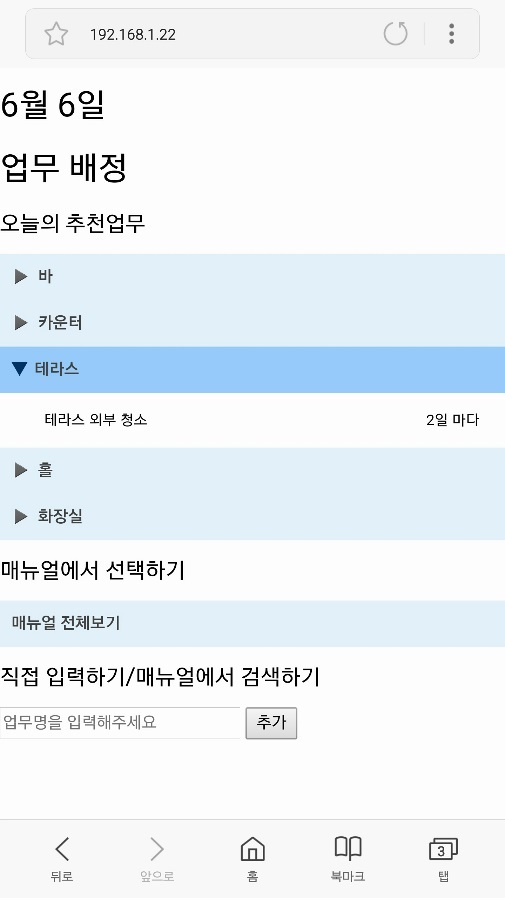 192.168.1.22
6월 6일
업무 배정
오늘의 추천업무
바
카운터
테라스
테라스 외부 청소 2일 마다
홀
화장실
매뉴얼에서 선택하기
매뉴얼 전체보기
직접 입력하기/매뉴얼에서 검색하기
업무명을 입력해주세요 추가
3
뒤로 앞으로 홈 북마크 탭